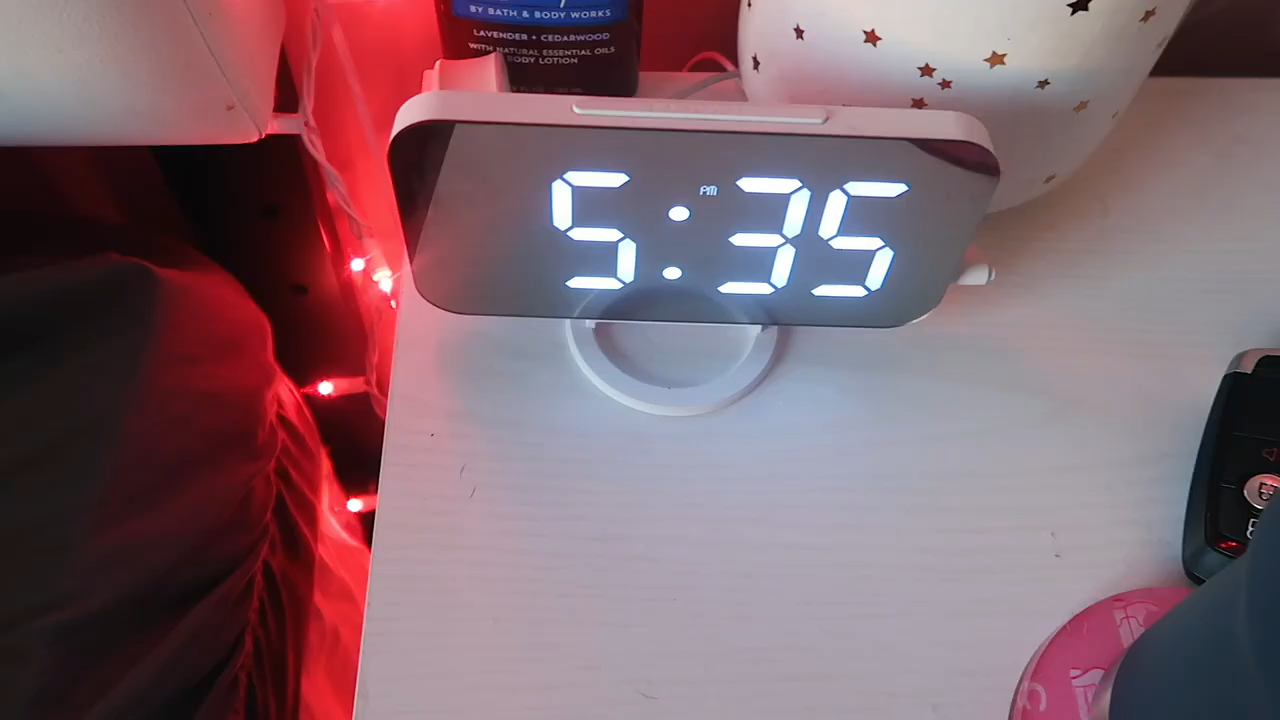 BY BATH & BODY WORKS
LAVENDER + CEDARWOOD
WITH NATURAL ESSENTIAL OILS
BODY LOTION
PM
5:35